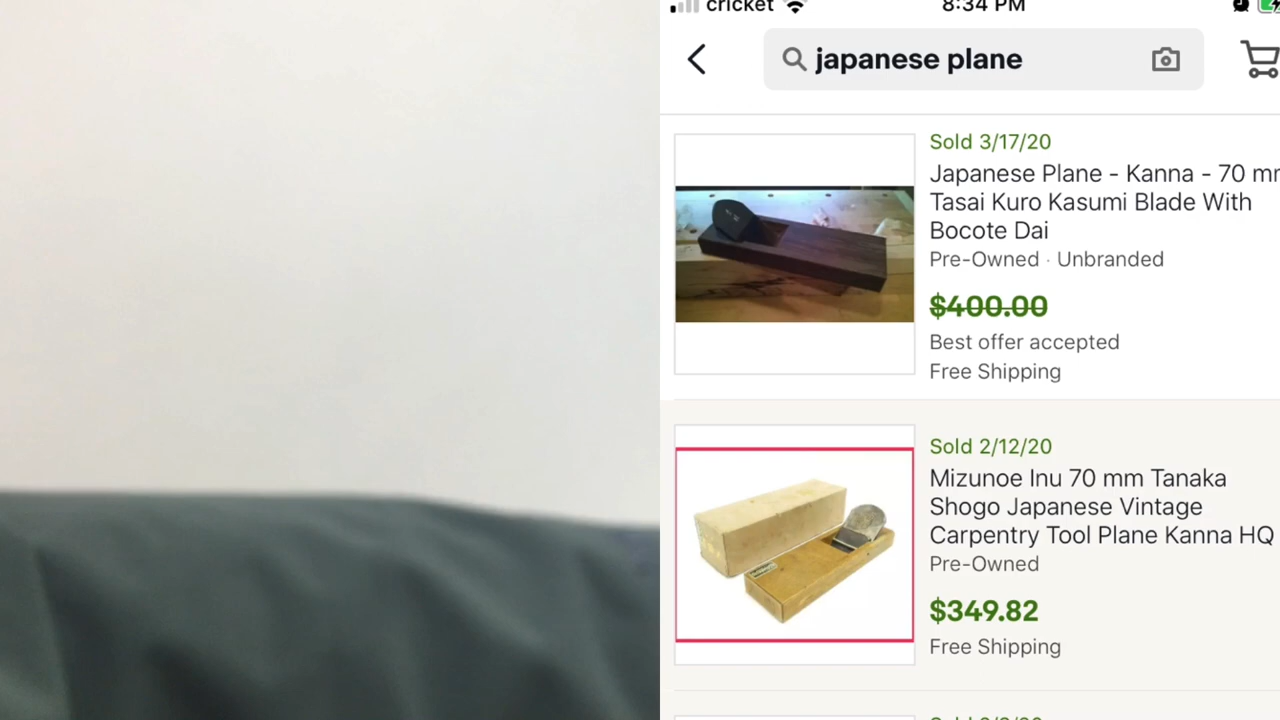 cricket
8:34 PM
japanese plane
Sold 3/17/20
Japanese Plane - Kanna - 70 m
Tasai Kuro Kasumi Blade With
Bocote Dai
Pre-Owned · Unbranded
$400.00
Best offer accepted
Free Shipping
Sold 2/12/20
Mizunoe Inu 70 mm Tanaka
Shogo Japanese Vintage
Carpentry Tool Plane Kanna HQ
Pre-Owned
$349.82
Free Shipping